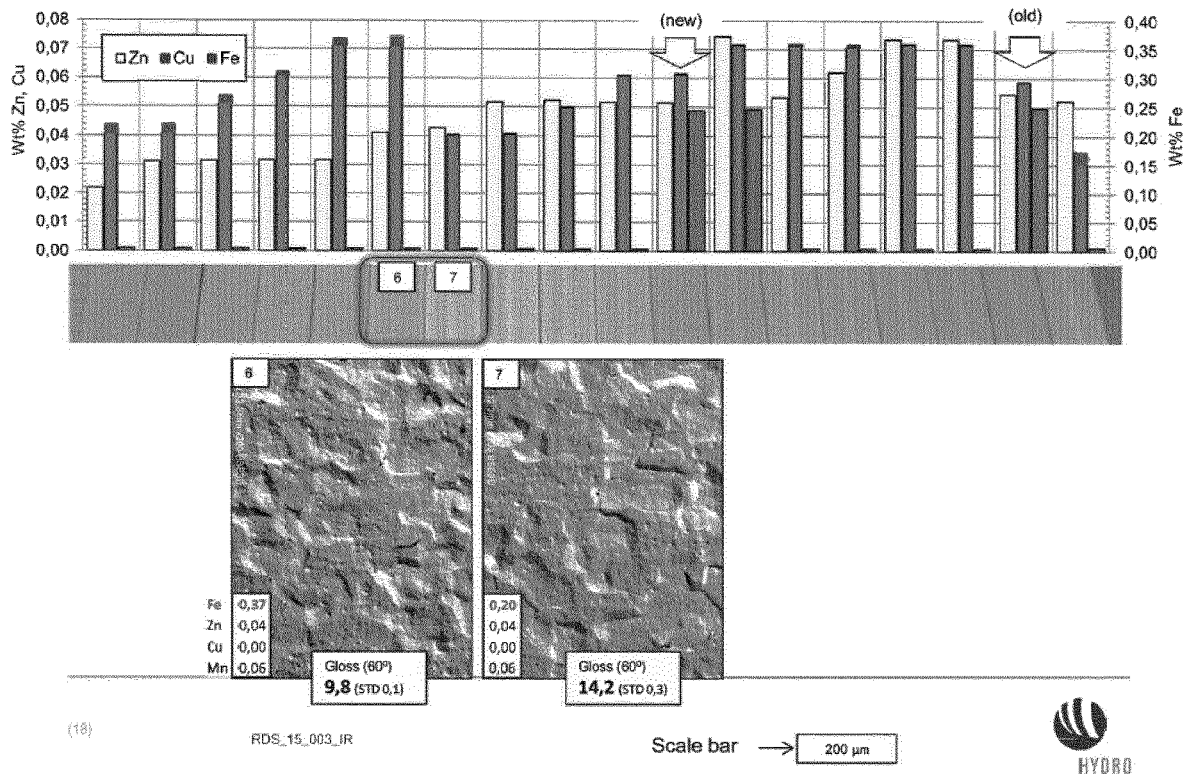 (new)
(old)
Zn Cu Fe
Wt% Zn, Cu
0,08
0,07
0,06
0,05
0,04
0,03
0,02
0,01
0,00
0,40
0,35
0,30
0,25
0,20
0,15
0,10
0,05
0,00
Wt% Fe
6
7
6
7
Fe 0,37
Zn 0,04
Cu 0,00
Mn 0,06
0,20
0,04
0,00
0,06
Gloss (60º)
9,8 (STD 0,1)
Gloss (60º)
14,2 (STD 0,3)
(18)
RDS_15_003_IR
Scale bar
200 µm
HYDRO